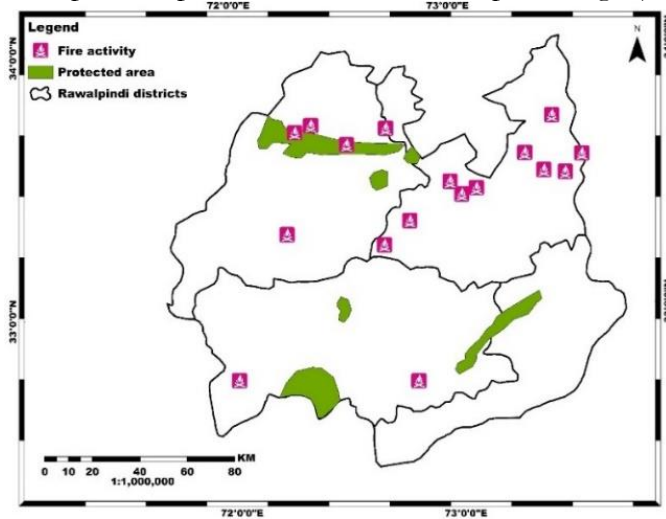 72°0'0"E
73°0'0"E
Legend
Fire activity
Protected area
Rawalpindi districts
N
34°0'0"N
33°0'0"N
KM
0 5 10 20 40 60 80
1:1,000,000
72°0'0"E
73°0'0"E